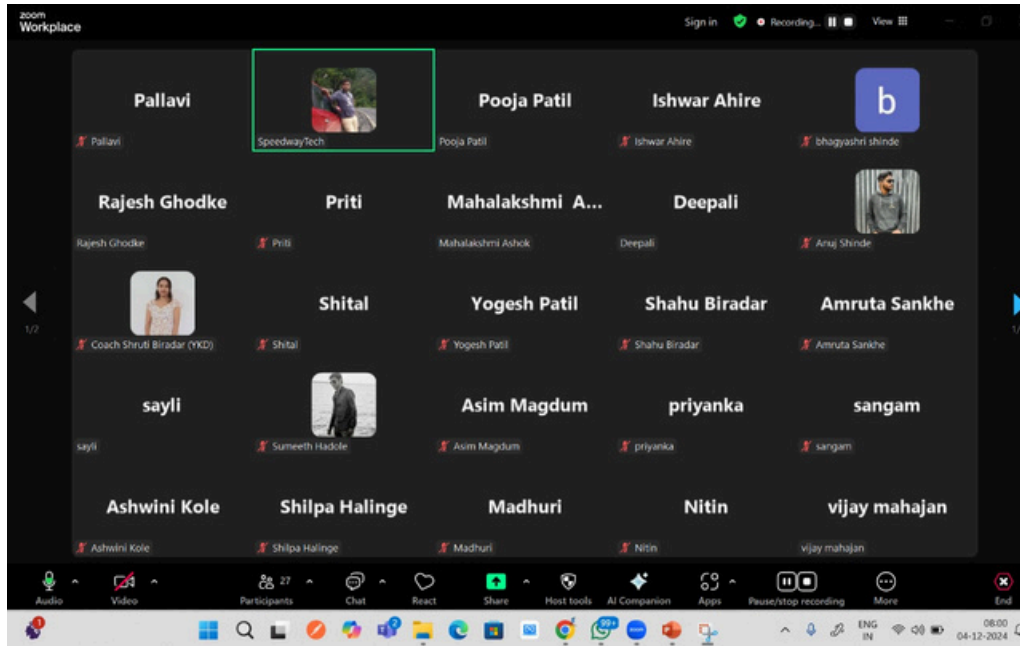 zoom
Workplace
Sign in
Recording...
View
Pallavi
Pallavi
SpeedwayTech
Pooja Patil
Pooja Patil
Ishwar Ahire
Ishwar Ahire
b
bhagyashri shinde
Rajesh Ghodke
Rajesh Ghodke
Priti
Priti
Mahalakshmi A...
Mahalakshmi Ashok
Deepali
Deepali
Anuj Shinde
1/2
Coach Shruti Biradar (YKD)
Shital
Shital
Yogesh Patil
Yogesh Patil
Shahu Biradar
Shahu Biradar
Amruta Sankhe
Amruta Sankhe
sayli
sayli
Sumeeth Hadole
Asim Magdum
Asim Magdum
priyanka
priyanka
sangam
sangam
Ashwini Kole
Ashwini Kole
Shilpa Halinge
Shilpa Halinge
Madhuri
Madhuri
Nitin
Nitin
vijay mahajan
vijay mahajan
Audio
Video
27
Participants
Chat
React
Share
Host tools
AI Companion
Apps
Pause/stop recording
More
End
99+
ENG
IN
08:00
04-12-2024